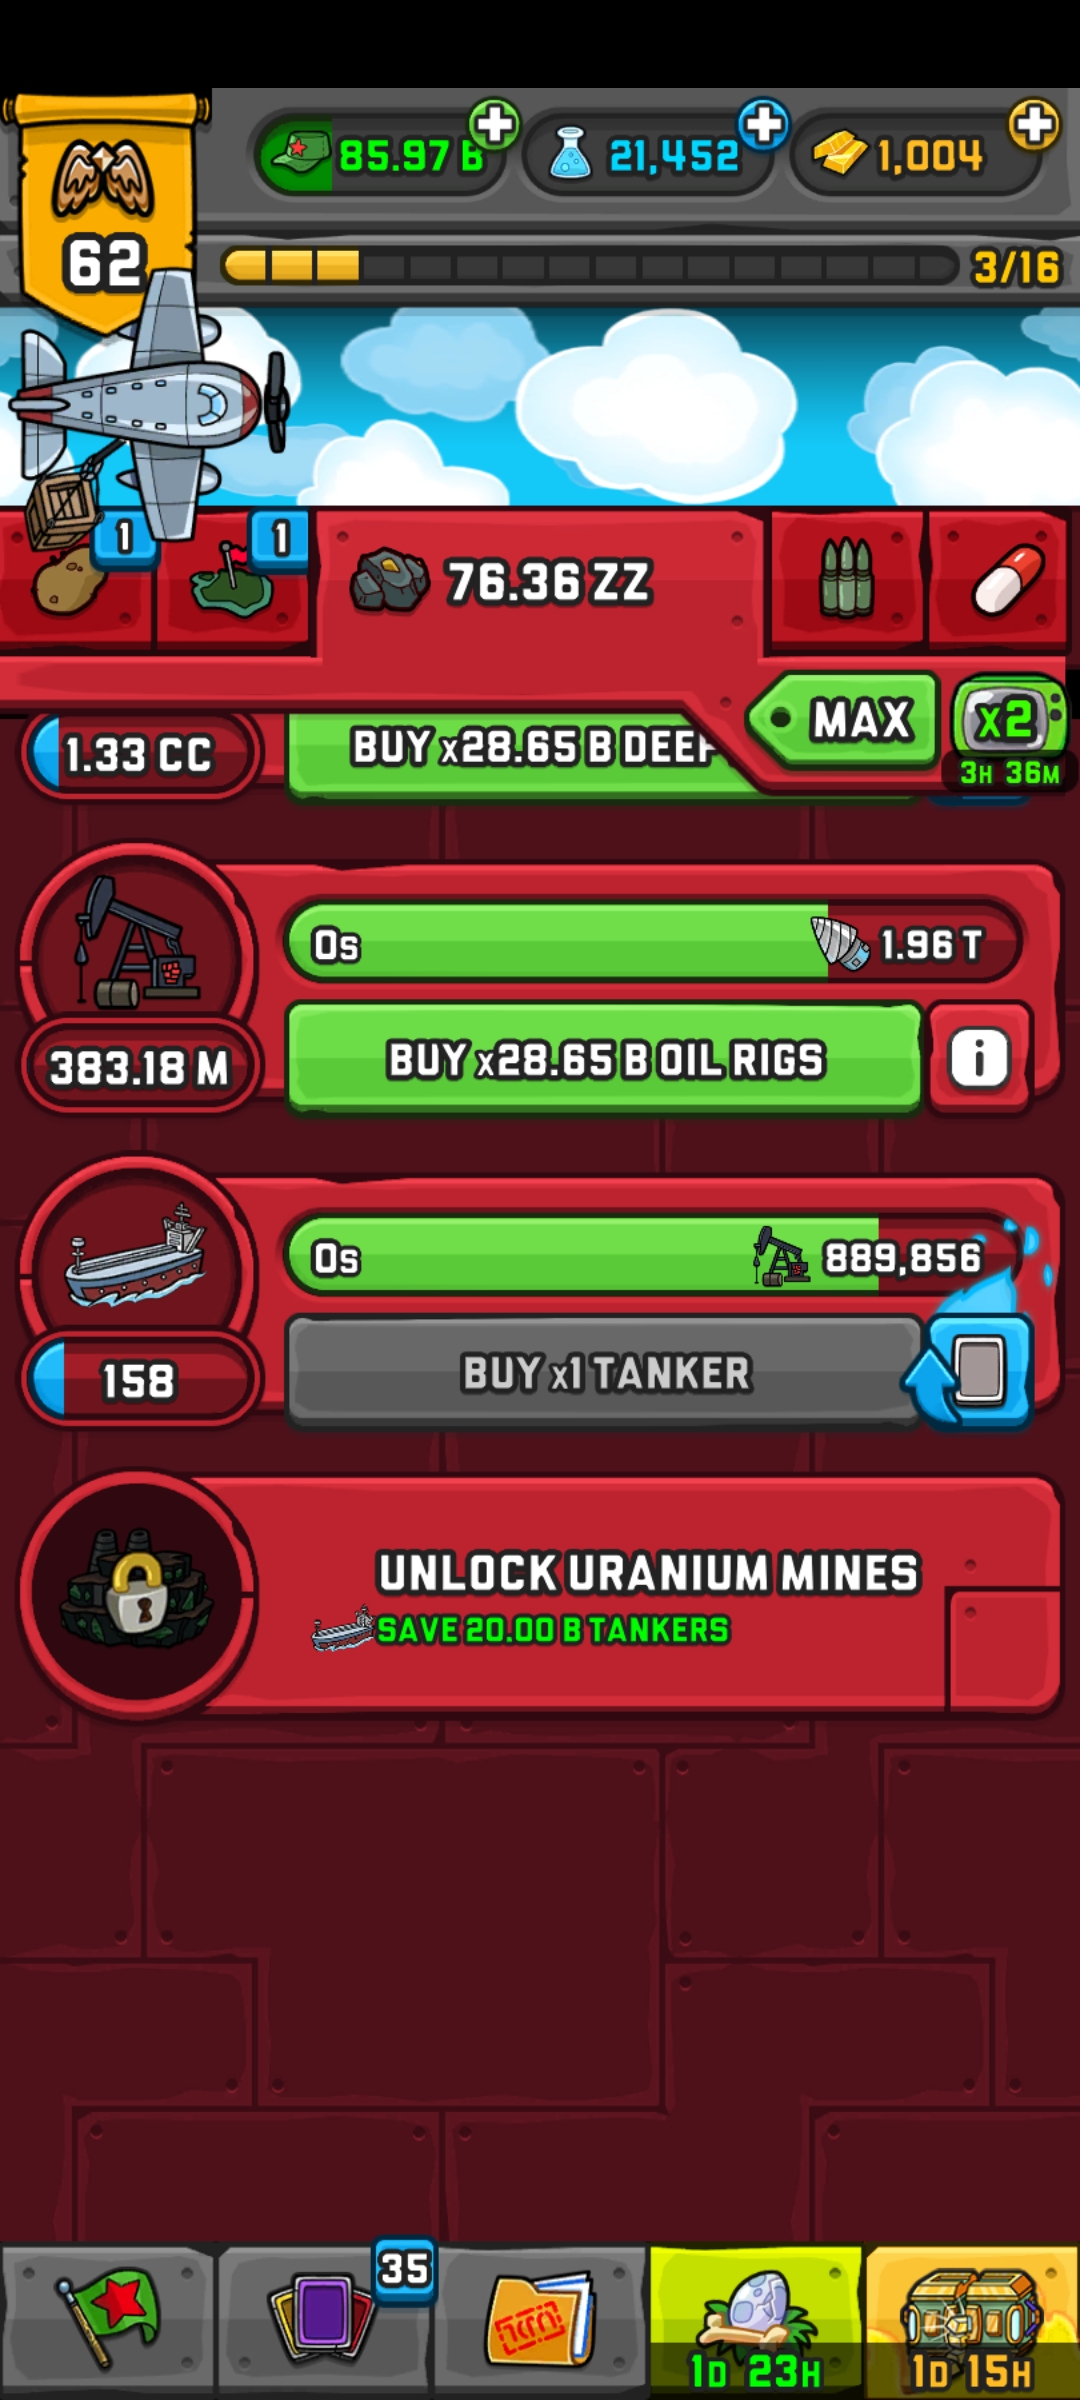 85.97 B
21,452
1,004
62
3/16
1
1
76.36 ZZ
MAX
x2
3H 36M
1.33 CC
BUY x28.65 B DEEP
0s
1.96 T
383.18 M
BUY x28.65 B OIL RIGS
i
0s
889,856
158
BUY x1 TANKER
UNLOCK URANIUM MINES
SAVE 20.00 B TANKERS
35
1D 23H
1D 15H